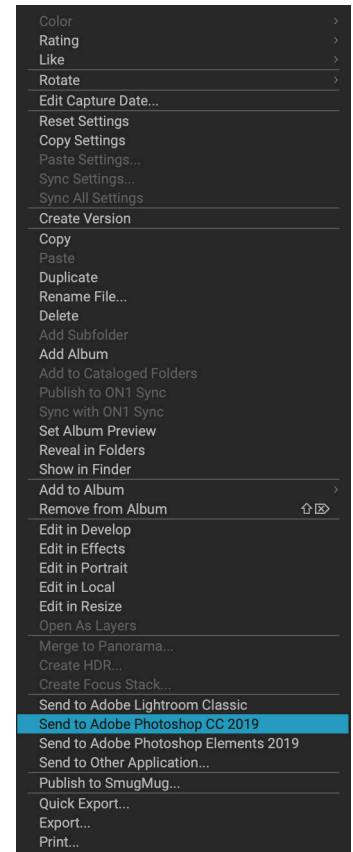 Color
Rating
Like
Rotate
Edit Capture Date...
Reset Settings
Copy Settings
Paste Settings...
Sync Settings...
Sync All Settings
Create Version
Copy
Paste
Duplicate
Rename File...
Delete
Add Subfolder
Add Album
Add to Cataloged Folders
Publish to ON1 Sync
Sync with ON1 Sync
Set Album Preview
Reveal in Folders
Show in Finder
Add to Album
Remove from Album ⇧⌦
Edit in Develop
Edit in Effects
Edit in Portrait
Edit in Local
Edit in Resize
Open As Layers
Merge to Panorama...
Create HDR...
Create Focus Stack...
Send to Adobe Lightroom Classic
Send to Adobe Photoshop CC 2019
Send to Adobe Photoshop Elements 2019
Send to Other Application...
Publish to SmugMug...
Quick Export...
Export...
Print...